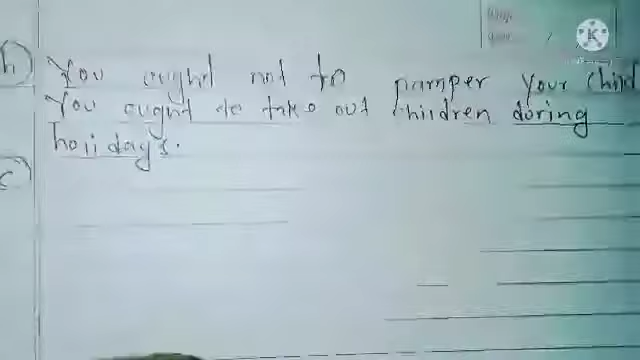 h) You ought not to pamper your child
You ought to take out children during
holidays.
c)